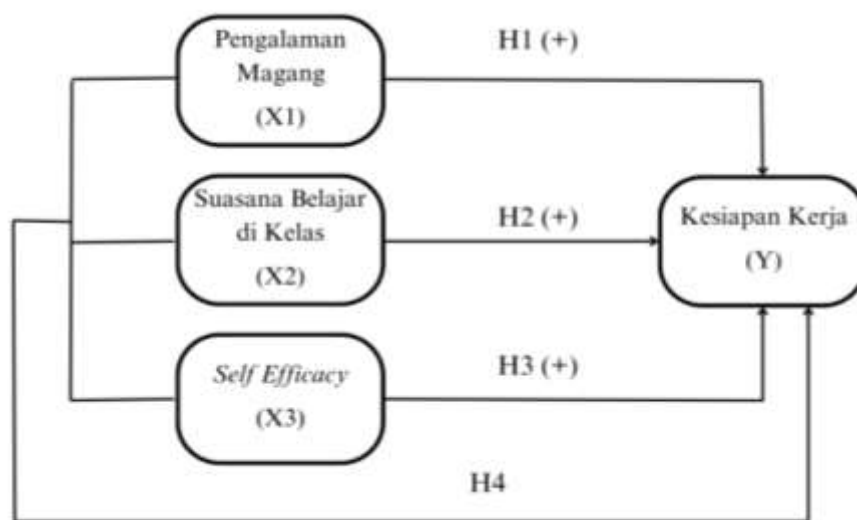 Pengalaman
Magang
(X1)
H1 (+)
Suasana Belajar
di Kelas
(X2)
H2 (+)
Kesiapan Kerja
(Y)
Self Efficacy
(X3)
H3 (+)
H4